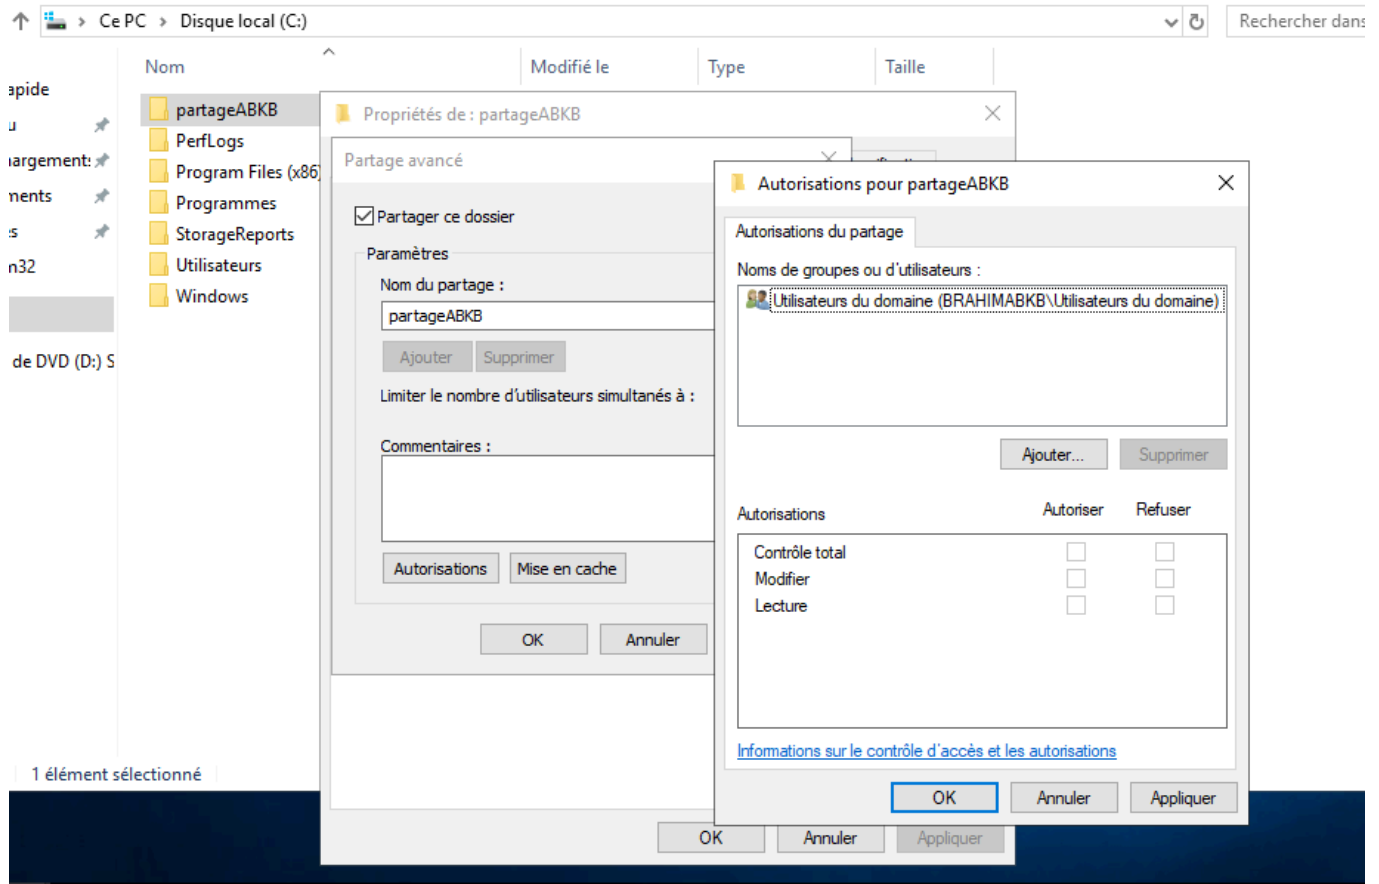 Ce PC > Disque local (C:)
Rechercher dans
Nom
Modifié le
Type
Taille
apide
u
argements
ments
es
m32
de DVD (D:) S
partageABKB
PerfLogs
Program Files (x86)
Programmes
StorageReports
Utilisateurs
Windows
1 élément sélectionné
Propriétés de : partageABKB
Partage avancé
Partager ce dossier
Paramètres
Nom du partage :
partageABKB
Ajouter
Supprimer
Limiter le nombre d'utilisateurs simultanés à :
Commentaires :
Autorisations
Mise en cache
OK
Annuler
OK
Annuler
Appliquer
Autorisations pour partageABKB
Autorisations du partage
Noms de groupes ou d'utilisateurs :
Utilisateurs du domaine (BRAHIMABKB\Utilisateurs du domaine)
Ajouter...
Supprimer
Autorisations
Autoriser
Refuser
Contrôle total
Modifier
Lecture
Informations sur le contrôle d'accès et les autorisations
OK
Annuler
Appliquer